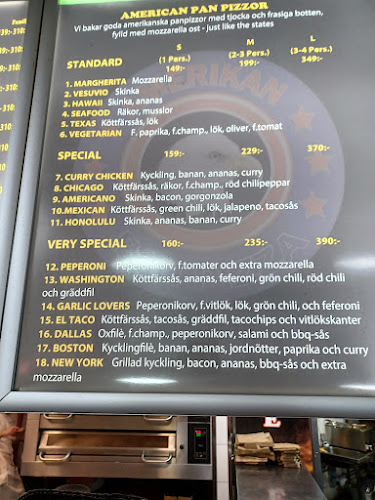 AMERICAN PAN PIZZOR
Vi bakar goda amerikanska panpizzor med tjocka och frasiga botten,
fylld med mozzarella ost - just like the states
S M L
(1 Pers.) (2-3 Pers.) (3-4 Pers.)
STANDARD 149:- 199:- 349:-
1. MARGHERITA Mozzarella
2. VESUVIO Skinka
3. HAWAII Skinka, ananas
4. SEAFOOD Räkor, musslor
5. TEXAS Köttfärssås, lök
6. VEGETARIAN F. paprika, f.champ., lök, oliver, f.tomat
SPECIAL 159:- 229:- 370:-
7. CURRY CHICKEN Kyckling, banan, ananas, curry
8. CHICAGO Köttfärssås, räkor, f.champ., röd chilipeppar
9. AMERICANO Skinka, bacon, gorgonzola
10.MEXICAN Köttfärssås, green chili, lök, jalapeno, tacosås
11. HONOLULU Skinka, ananas, banan, curry
VERY SPECIAL 160:- 235:- 390:-
12. PEPERONI Peperonikorv, f.tomater och extra mozzarella
13. WASHINGTON Köttfärssås, ananas, feferoni, grön chili, röd chili
och gräddfil
14. GARLIC LOVERS Peperonikorv, f.vitlök, lök, grön chili, och feferoni
15. EL TACO Köttfärssås, tacosås, gräddfil, tacochips och vitlökskanter
16. DALLAS Oxfilé, f.champ., peperonikorv, salami och bbq-sås
17. BOSTON Kycklingfilé, banan, ananas, jordnötter, paprika och curry
18. NEW YORK Grillad kyckling, bacon, ananas, bbq-sås och extra
mozzarella